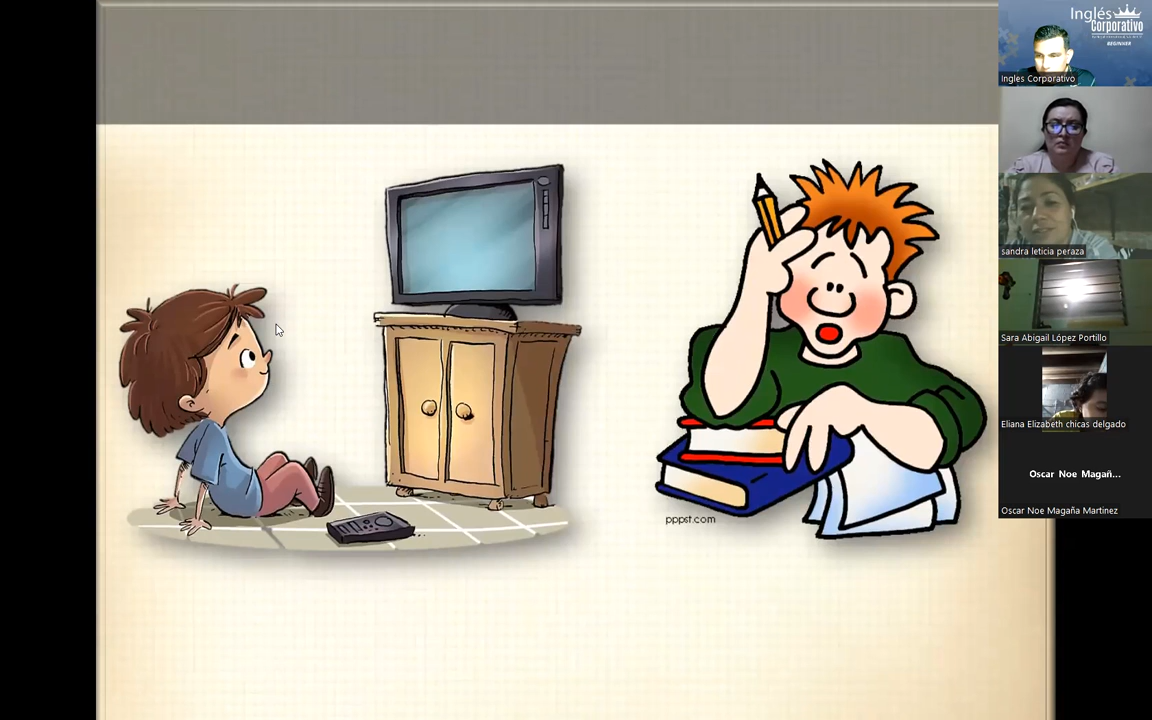 pppst.com
Inglés
Corporativo
BEGINNER
Ingles Corporativo
sandra leticia peraza
Sara Abigail López Portillo
Eliana Elizabeth chicas delgado
Oscar Noe Magañ...
Oscar Noe Magaña Martinez